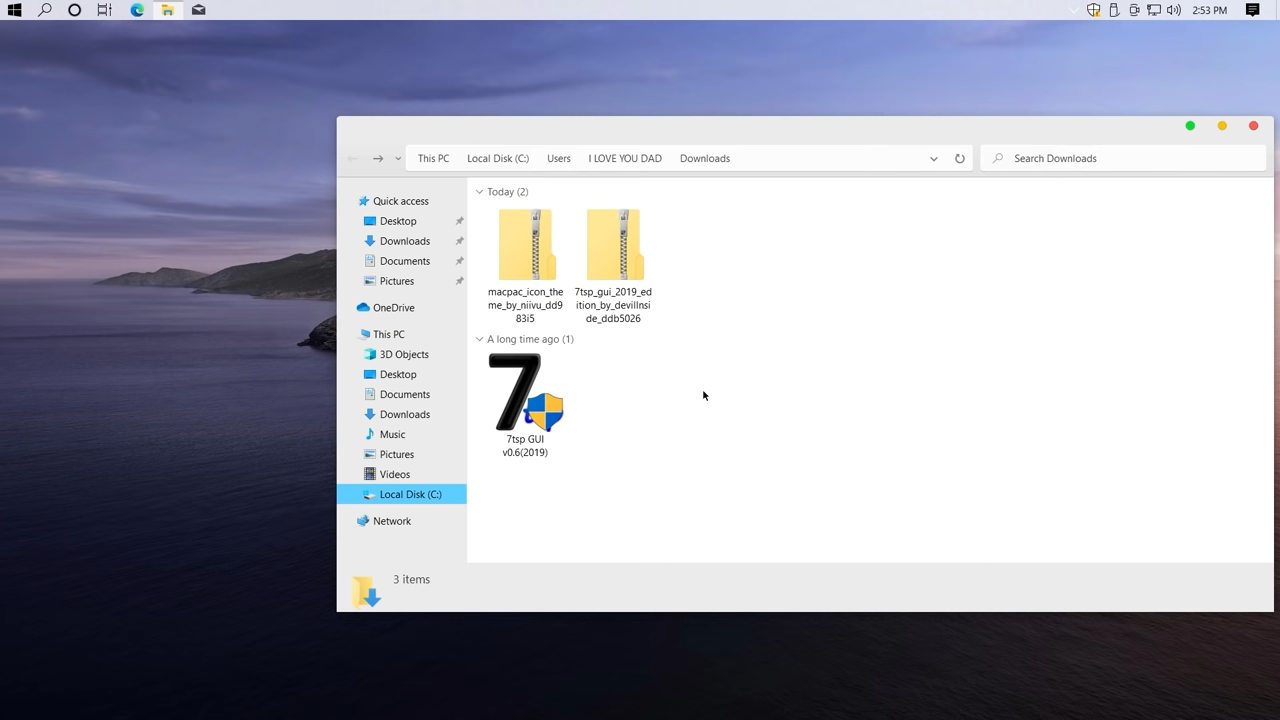 2:53 PM
This PC
Local Disk (C:)
Users
I LOVE YOU DAD
Downloads
Search Downloads
Quick access
Desktop
Downloads
Documents
Pictures
OneDrive
This PC
3D Objects
Desktop
Documents
Downloads
Music
Pictures
Videos
Local Disk (C:)
Network
Today (2)
macpac_icon_the
me_by_niivu_dd9
83i5
7tsp_gui_2019_ed
ition_by_devillnsi
de_ddb5026
A long time ago (1)
7
7tsp GUI
v0.6(2019)
3 items